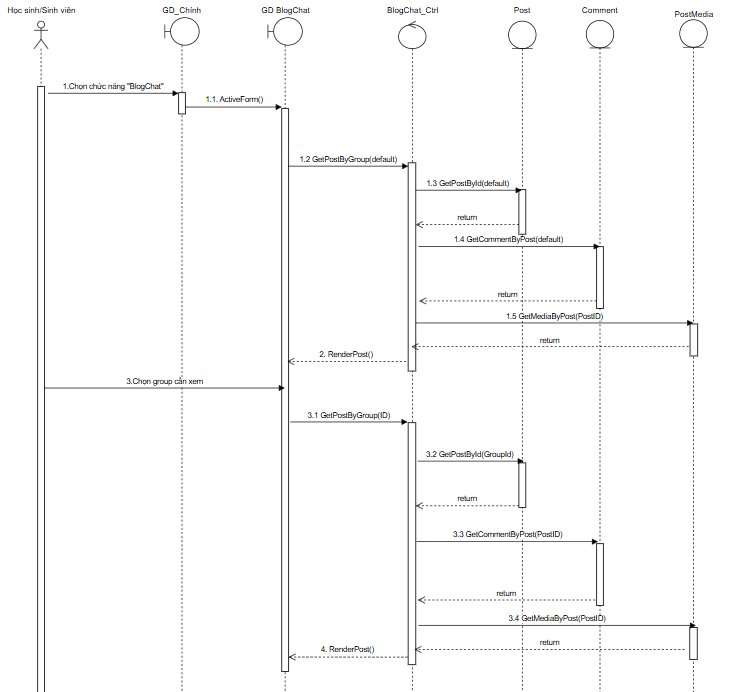 Học sinh/Sinh viên
GD_Chính
GD BlogChat
BlogChat_Ctrl
Post
Comment
PostMedia
1.Chọn chức năng "BlogChat"
1.1. ActiveForm()
1.2 GetPostByGroup(default)
1.3 GetPostById(default)
return
1.4 GetCommentByPost(default)
return
1.5 GetMediaByPost(PostID)
return
2. RenderPost()
3.Chọn group cần xem
3.1 GetPostByGroup(ID)
3.2 GetPostById(GroupId)
return
3.3 GetCommentByPost(PostID)
return
3.4 GetMediaByPost(PostID)
return
4. RenderPost()